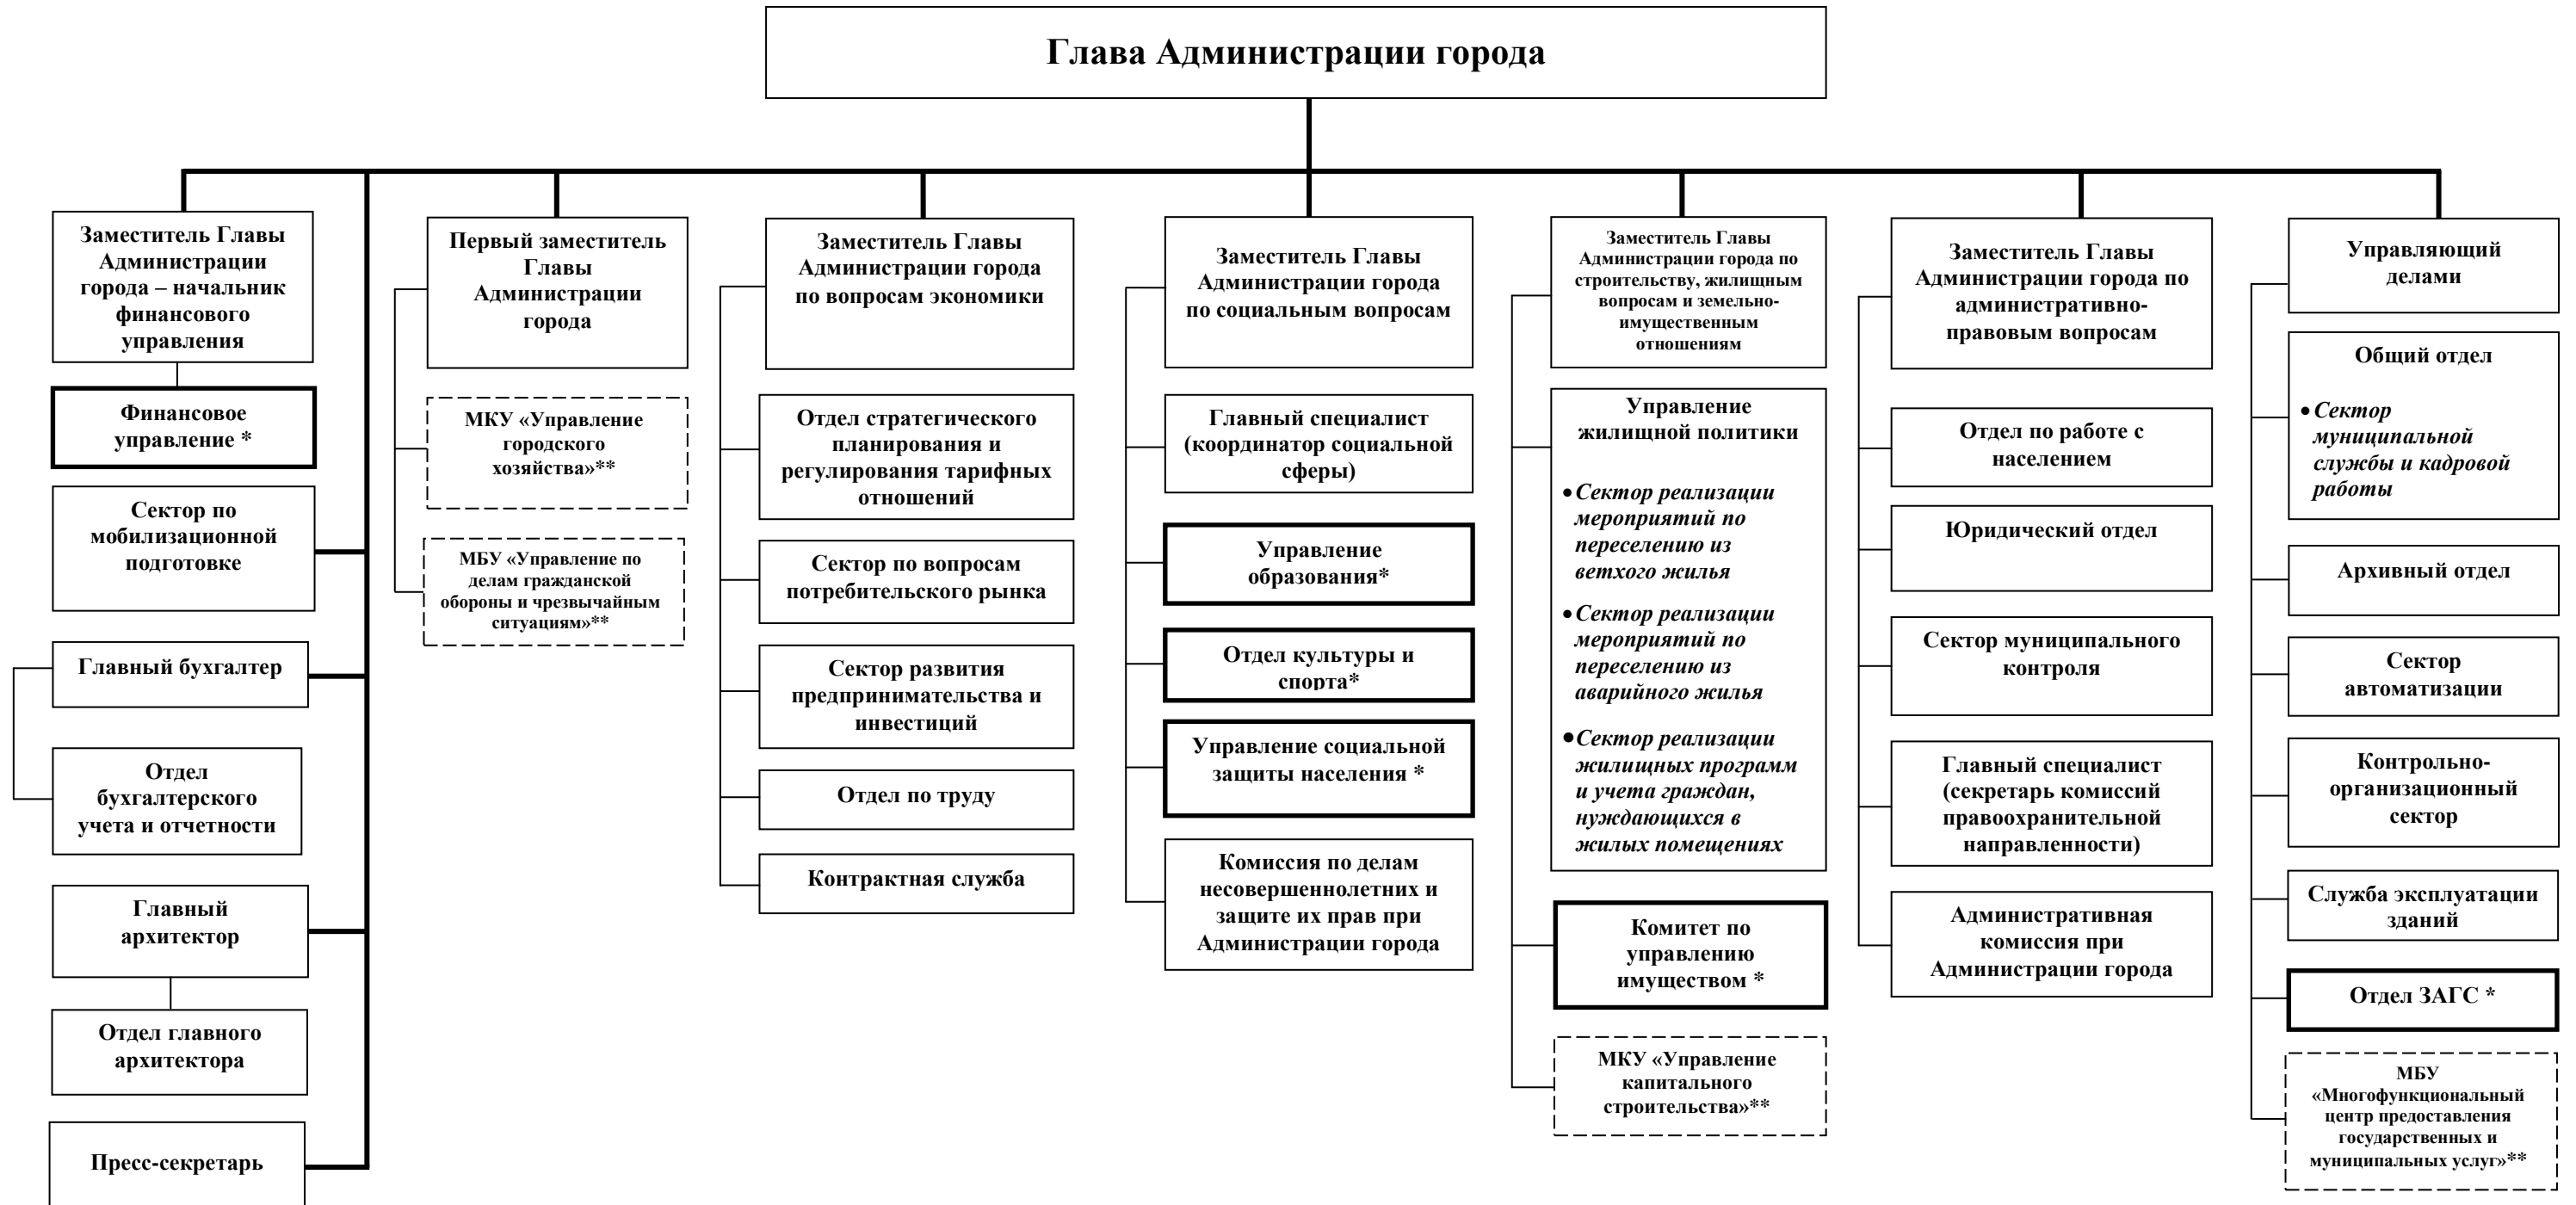 Глава Администрации города
Заместитель Главы
Администрации
города – начальник
финансового
управления
Финансовое
управление *
Сектор по
мобилизационной
подготовке
Главный бухгалтер
Отдел
бухгалтерского
учета и отчетности
Главный
архитектор
Отдел главного
архитектора
Пресс-секретарь
Первый заместитель
Главы
Администрации
города
МКУ «Управление
городского
хозяйства»**
МБУ «Управление по
делам гражданской
обороны и чрезвычайным
ситуациям»**
Заместитель Главы
Администрации города
по вопросам экономики
Отдел стратегического
планирования и
регулирования тарифных
отношений
Сектор по вопросам
потребительского рынка
Сектор развития
предпринимательства и
инвестиций
Отдел по труду
Контрактная служба
Заместитель Главы
Администрации города
по социальным вопросам
Главный специалист
(координатор социальной
сферы)
Управление
образования*
Отдел культуры и
спорта*
Управление социальной
защиты населения *
Комиссия по делам
несовершеннолетних и
защите их прав при
Администрации города
Заместитель Главы
Администрации города по
строительству, жилищным
вопросам и земельно-
имущественным
отношениям
Управление
жилищной политики
• Сектор реализации
мероприятий по
переселению из
ветхого жилья
• Сектор реализации
мероприятий по
переселению из
аварийного жилья
• Сектор реализации
жилищных программ
и учета граждан,
нуждающихся в
жилых помещениях
Комитет по
управлению
имуществом *
МКУ «Управление
капитального
строительства»**
Заместитель Главы
Администрации города по
административно-
правовым вопросам
Отдел по работе с
населением
Юридический отдел
Сектор муниципального
контроля
Главный специалист
(секретарь комиссий
правоохранительной
направленности)
Административная
комиссия при
Администрации города
Управляющий
делами
Общий отдел
• Сектор
муниципальной
службы и кадровой
работы
Архивный отдел
Сектор
автоматизации
Контрольно-
организационный
сектор
Служба эксплуатации
зданий
Отдел ЗАГС *
МБУ
«Многофункциональный
центр предоставления
государственных и
муниципальных услуг»**